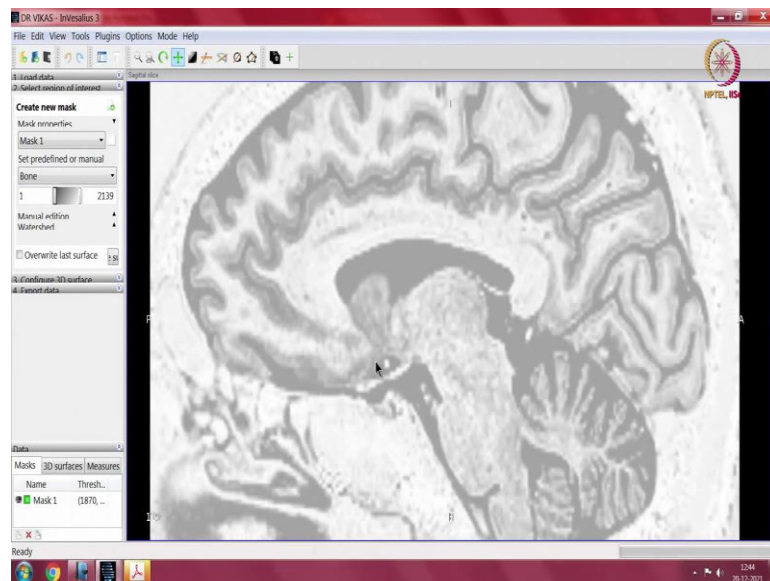 DR VIKAS - InVesalius 3
File Edit View Tools Plugins Options Mode Help
1. Load data
2. Select region of interest
Sagittal slice
NPTEL, IISc
Create new mask
Mask properties
Mask 1
Set predefined or manual
Bone
1 2139
Manual edition
Watershed
Overwrite last surface
3. Configure 3D surface
4. Export data
P A
Data
Masks 3D surfaces Measures
Name Thresh...
Mask 1 (1870, ...
Ready
12:44
20-12-2021